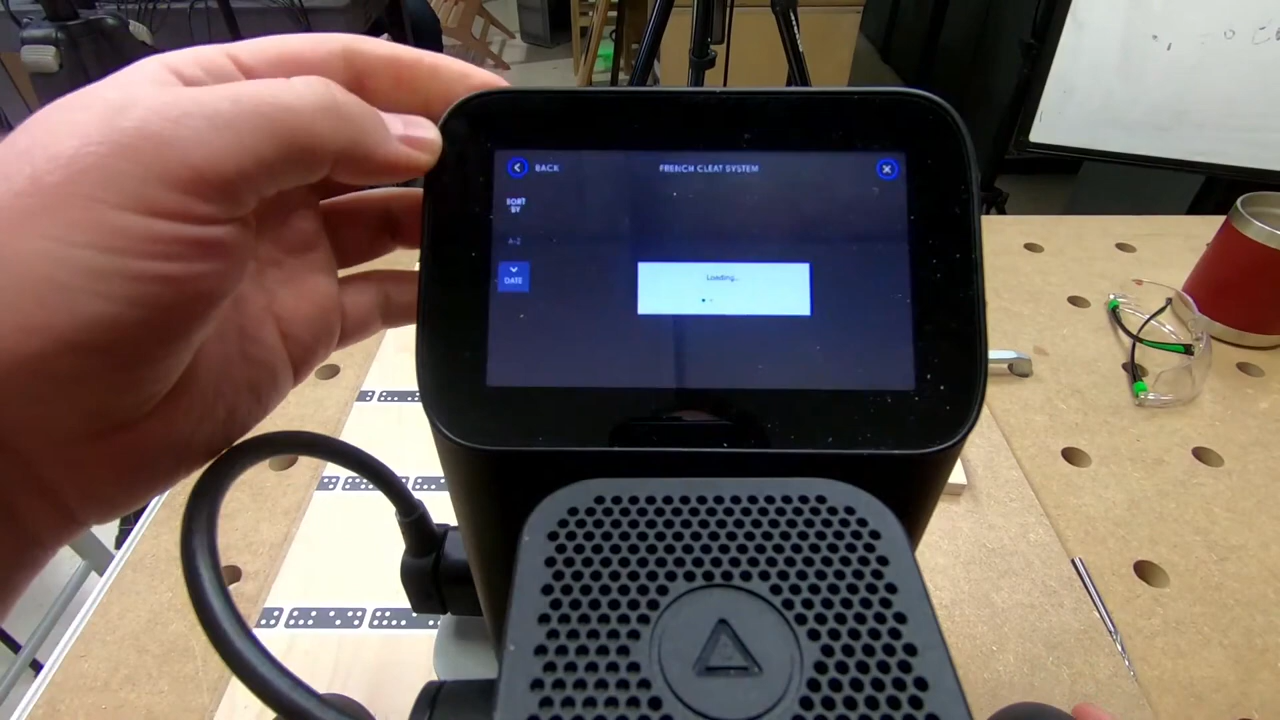 BACK
FRENCH CLEAT SYSTEM
SORT
BY
A-Z
DATE
Loading...